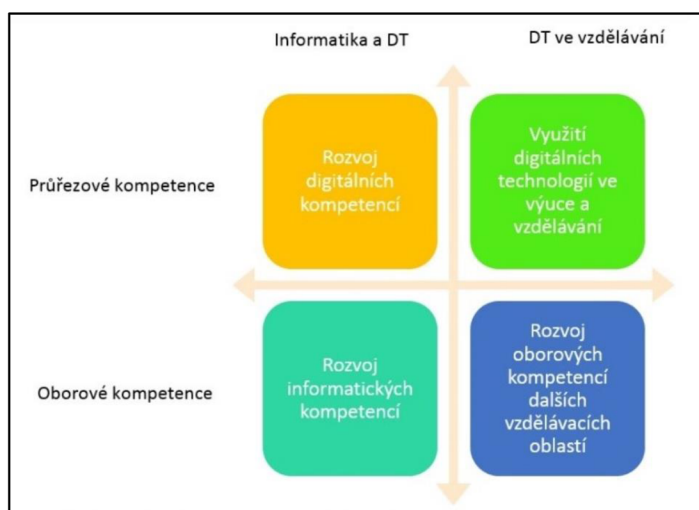 Informatika a DT
DT ve vzdělávání
Průřezové kompetence
Rozvoj
digitálních
kompetencí
Využití
digitálních
technologií ve
výuce a
vzdělávání
Oborové kompetence
Rozvoj
informatických
kompetencí
Rozvoj
oborových
kompetencí
dalších
vzdělávacích
oblastí